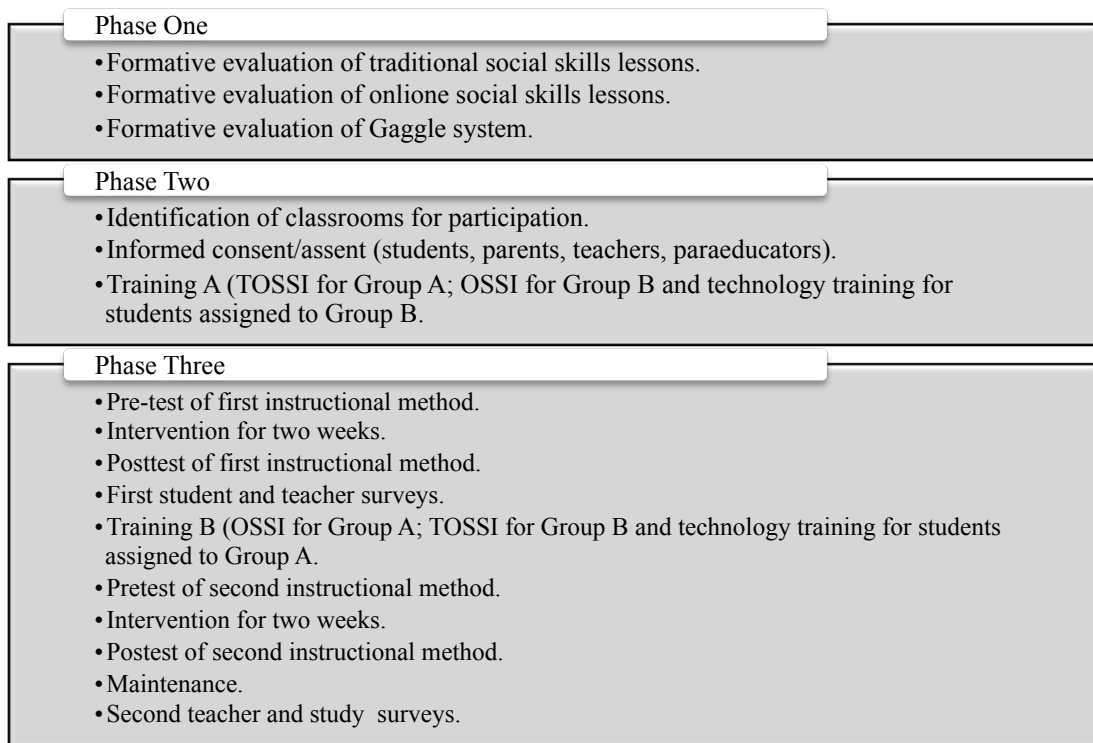 Phase One
•Formative evaluation of traditional social skills lessons.
•Formative evaluation of onlione social skills lessons.
•Formative evaluation of Gaggle system.
Phase Two
•Identification of classrooms for participation.
•Informed consent/assent (students, parents, teachers, paraeducators).
•Training A (TOSSI for Group A; OSSI for Group B and technology training for
students assigned to Group B.
Phase Three
•Pre-test of first instructional method.
•Intervention for two weeks.
•Posttest of first instructional method.
•First student and teacher surveys.
•Training B (OSSI for Group A; TOSSI for Group B and technology training for students
assigned to Group A.
•Pretest of second instructional method.
•Intervention for two weeks.
•Postest of second instructional method.
•Maintenance.
•Second teacher and study surveys.